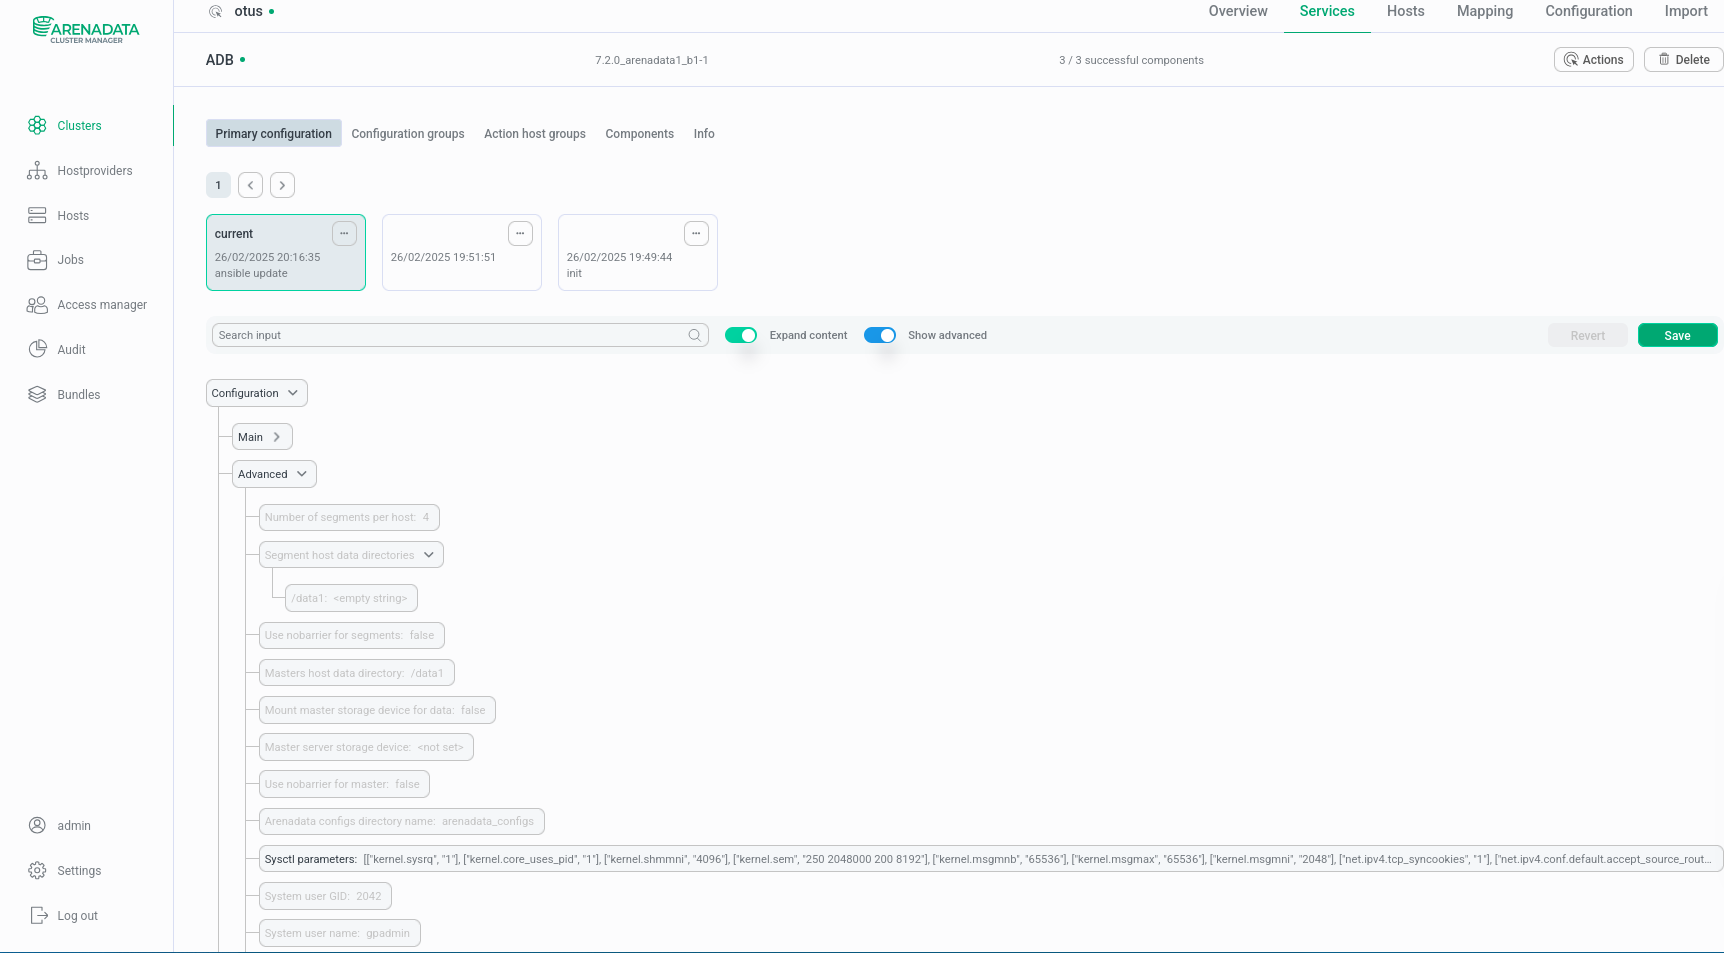 ARENADATA
CLUSTER MANAGER
otus
Overview
Services
Hosts
Mapping
Configuration
Import
ADB
7.2.0_arenadata1_b1-1
3 / 3 successful components
Actions
Delete
Clusters
Hostproviders
Hosts
Jobs
Access manager
Audit
Bundles
admin
Settings
Log out
Primary configuration
Configuration groups
Action host groups
Components
Info
1
current
26/02/2025 20:16:35
ansible update
26/02/2025 19:51:51
26/02/2025 19:49:44
init
Search input
Expand content
Show advanced
Revert
Save
Configuration
Main
Advanced
Number of segments per host: 4
Segment host data directories
/data1: <empty string>
Use nobarrier for segments: false
Masters host data directory: /data1
Mount master storage device for data: false
Master server storage device: <not set>
Use nobarrier for master: false
Arenadata configs directory name: arenadata_configs
Sysctl parameters: [["kernel.sysrq", "1"], ["kernel.core_uses_pid", "1"], ["kernel.shmmni", "4096"], ["kernel.sem", "250 2048000 200 8192"], ["kernel.msgmnb", "65536"], ["kernel.msgmax", "65536"], ["kernel.msgmni", "2048"], ["net.ipv4.tcp_syncookies", "1"], ["net.ipv4.conf.default.accept_source_rout...
System user GID: 2042
System user name: gpadmin